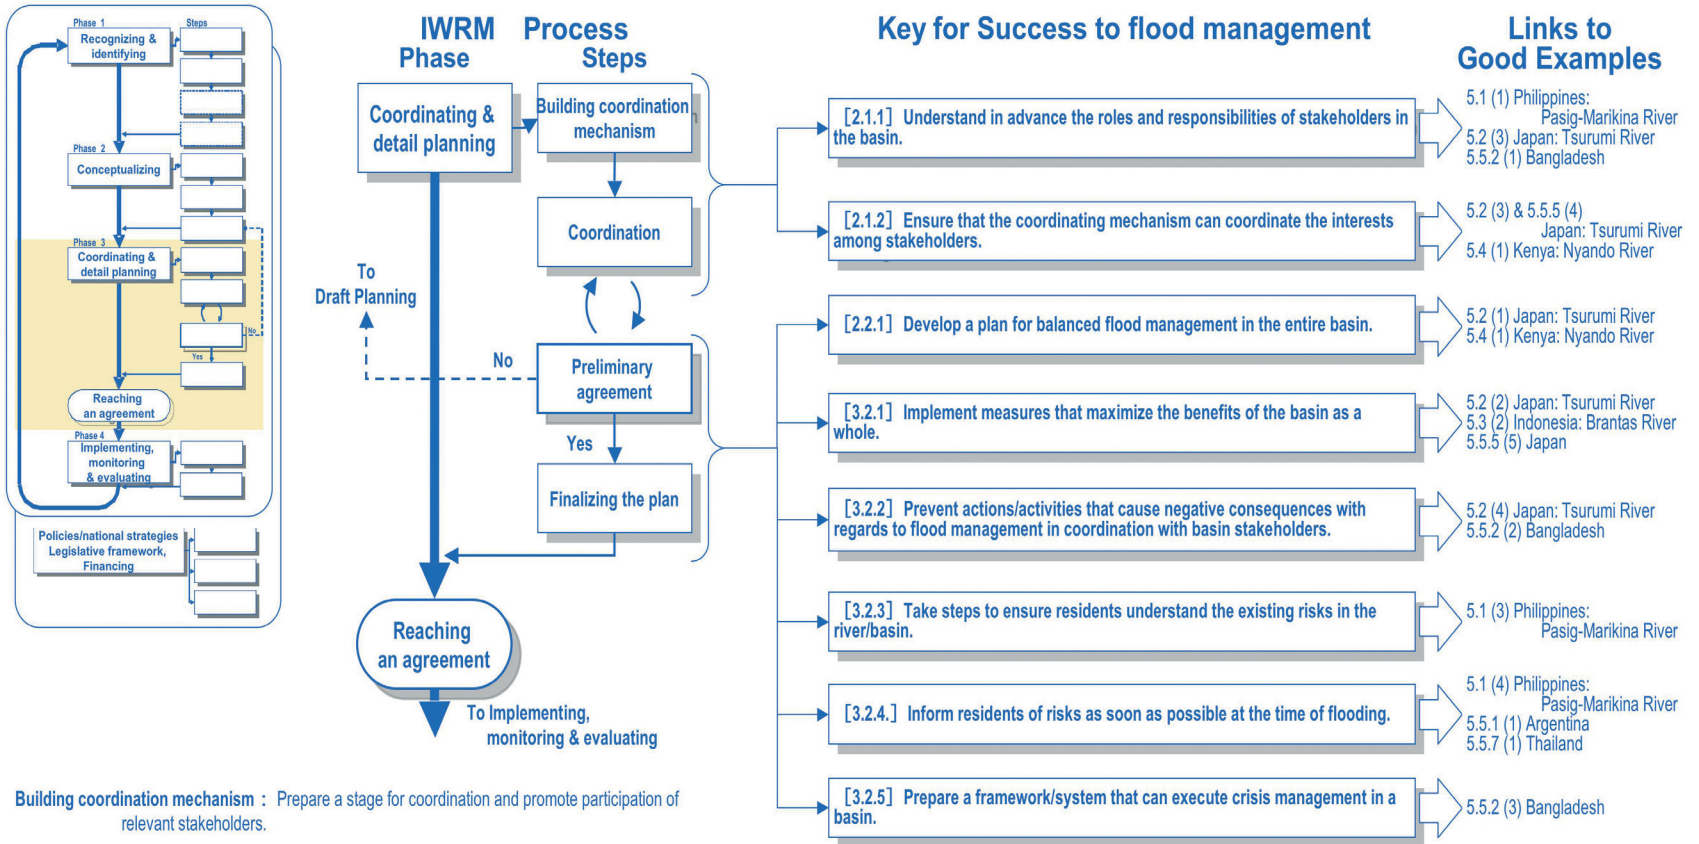 Phase 1
Steps
Recognizing &
identifying
Phase 2
Conceptualizing
Phase 3
Coordinating &
detail planning
No
Yes
Reaching
an agreement
Phase 4
Implementing,
monitoring
& evaluating
Policies/national strategies
Legislative framework,
Financing
IWRM Process
Phase Steps
Coordinating &
detail planning
Building coordination
mechanism
Coordination
To
Draft Planning
No
Preliminary
agreement
Yes
Finalizing the plan
Reaching
an agreement
To Implementing,
monitoring & evaluating
Key for Success to flood management
[2.1.1] Understand in advance the roles and responsibilities of stakeholders in
the basin.
[2.1.2] Ensure that the coordinating mechanism can coordinate the interests
among stakeholders.
[2.2.1] Develop a plan for balanced flood management in the entire basin.
[3.2.1] Implement measures that maximize the benefits of the basin as a
whole.
[3.2.2] Prevent actions/activities that cause negative consequences with
regards to flood management in coordination with basin stakeholders.
[3.2.3] Take steps to ensure residents understand the existing risks in the
river/basin.
[3.2.4.] Inform residents of risks as soon as possible at the time of flooding.
[3.2.5] Prepare a framework/system that can execute crisis management in a
basin.
Links to
Good Examples
5.1 (1) Philippines:
Pasig-Marikina River
5.2 (3) Japan: Tsurumi River
5.5.2 (1) Bangladesh
5.2 (3) & 5.5.5 (4)
Japan: Tsurumi River
5.4 (1) Kenya: Nyando River
5.2 (1) Japan: Tsurumi River
5.4 (1) Kenya: Nyando River
5.2 (2) Japan: Tsurumi River
5.3 (2) Indonesia: Brantas River
5.5.5 (5) Japan
5.2 (4) Japan: Tsurumi River
5.5.2 (2) Bangladesh
5.1 (3) Philippines:
Pasig-Marikina River
5.1 (4) Philippines:
Pasig-Marikina River
5.5.1 (1) Argentina
5.5.7 (1) Thailand
5.5.2 (3) Bangladesh
Building coordination mechanism : Prepare a stage for coordination and promote participation of
relevant stakeholders.